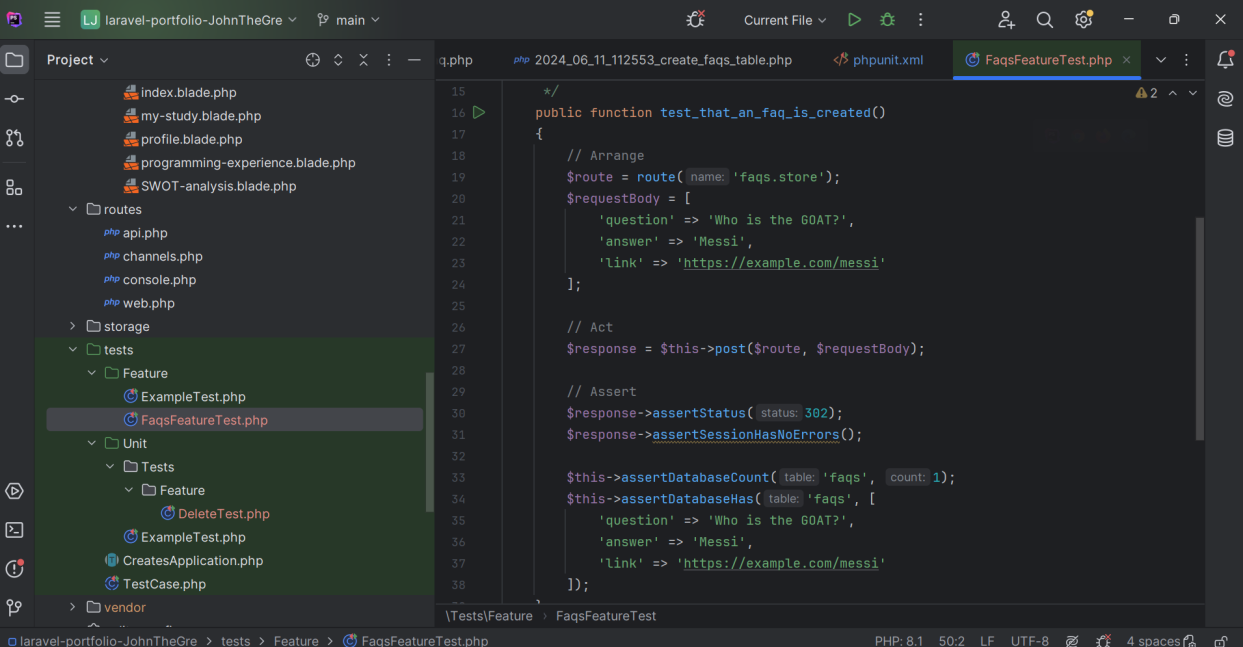 LJ laravel-portfolio-JohnTheGre main Current File
Project
q.php 2024_06_11_112553_create_faqs_table.php phpunit.xml FaqsFeatureTest.php
index.blade.php
my-study.blade.php
profile.blade.php
programming-experience.blade.php
SWOT-analysis.blade.php
routes
php api.php
php channels.php
php console.php
php web.php
storage
tests
Feature
ExampleTest.php
FaqsFeatureTest.php
Unit
Tests
Feature
DeleteTest.php
ExampleTest.php
CreatesApplication.php
TestCase.php
vendor
2
15 */
16 public function test_that_an_faq_is_created()
17 {
18 // Arrange
19 $route = route( name: 'faqs.store');
20 $requestBody = [
21 'question' => 'Who is the GOAT?',
22 'answer' => 'Messi',
23 'link' => 'https://example.com/messi'
24 ];
25
26 // Act
27 $response = $this->post($route, $requestBody);
28
29 // Assert
30 $response->assertStatus( status: 302);
31 $response->assertSessionHasNoErrors();
32
33 $this->assertDatabaseCount( table: 'faqs', count: 1);
34 $this->assertDatabaseHas( table: 'faqs', [
35 'question' => 'Who is the GOAT?',
36 'answer' => 'Messi',
37 'link' => 'https://example.com/messi'
38 ]);
\Tests\Feature > FaqsFeatureTest
laravel-portfolio-JohnTheGre > tests > Feature > FaqsFeatureTest.php PHP: 8.1 50:2 LF UTF-8 4 spaces